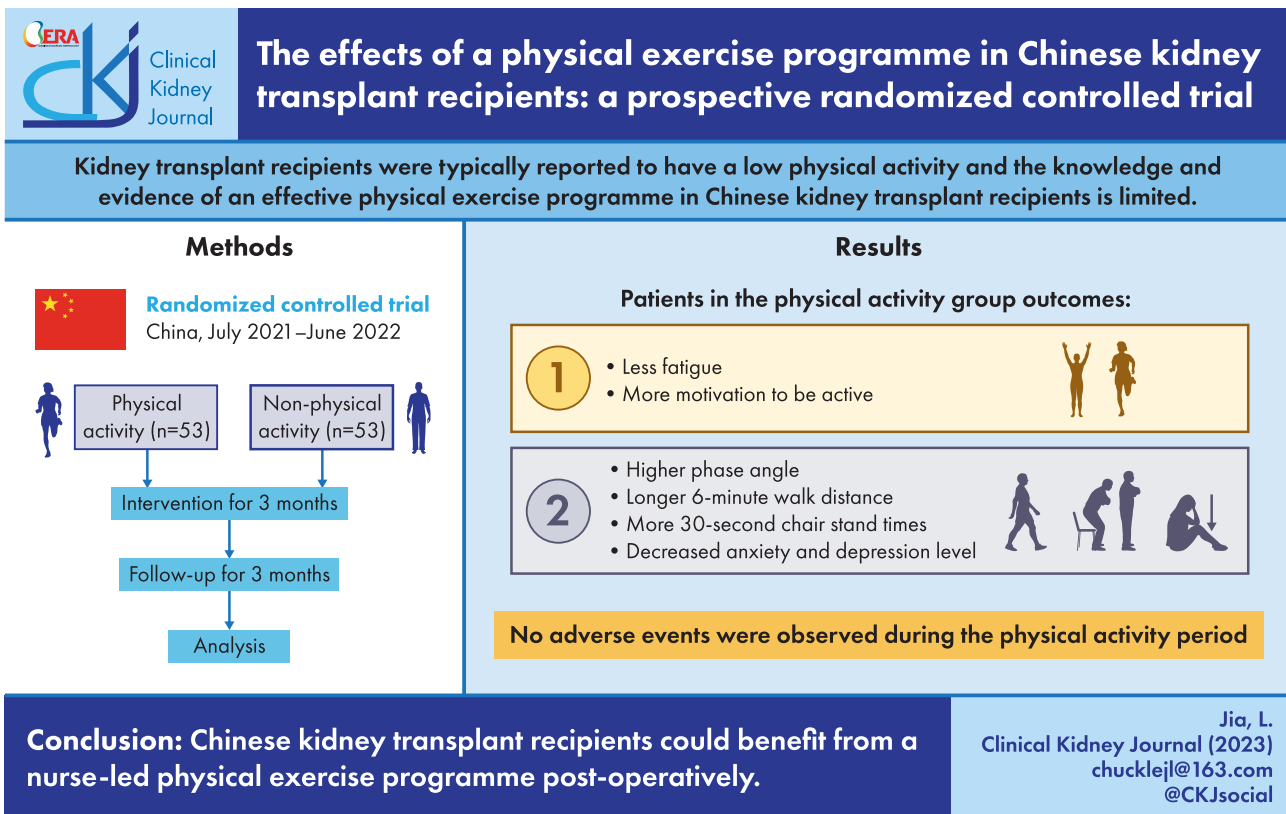 ERA
CKJ
Clinical
Kidney
Journal
The effects of a physical exercise programme in Chinese kidney
transplant recipients: a prospective randomized controlled trial
Kidney transplant recipients were typically reported to have a low physical activity and the knowledge and
evidence of an effective physical exercise programme in Chinese kidney transplant recipients is limited.
Methods
Randomized controlled trial
China, July 2021–June 2022
Physical
activity (n=53)
Non-physical
activity (n=53)
Intervention for 3 months
Follow-up for 3 months
Analysis
Results
Patients in the physical activity group outcomes:
1
• Less fatigue
• More motivation to be active
2
• Higher phase angle
• Longer 6-minute walk distance
• More 30-second chair stand times
• Decreased anxiety and depression level
No adverse events were observed during the physical activity period
Conclusion: Chinese kidney transplant recipients could benefit from a
nurse-led physical exercise programme post-operatively.
Jia, L.
Clinical Kidney Journal (2023)
chucklejl@163.com
@CKJsocial